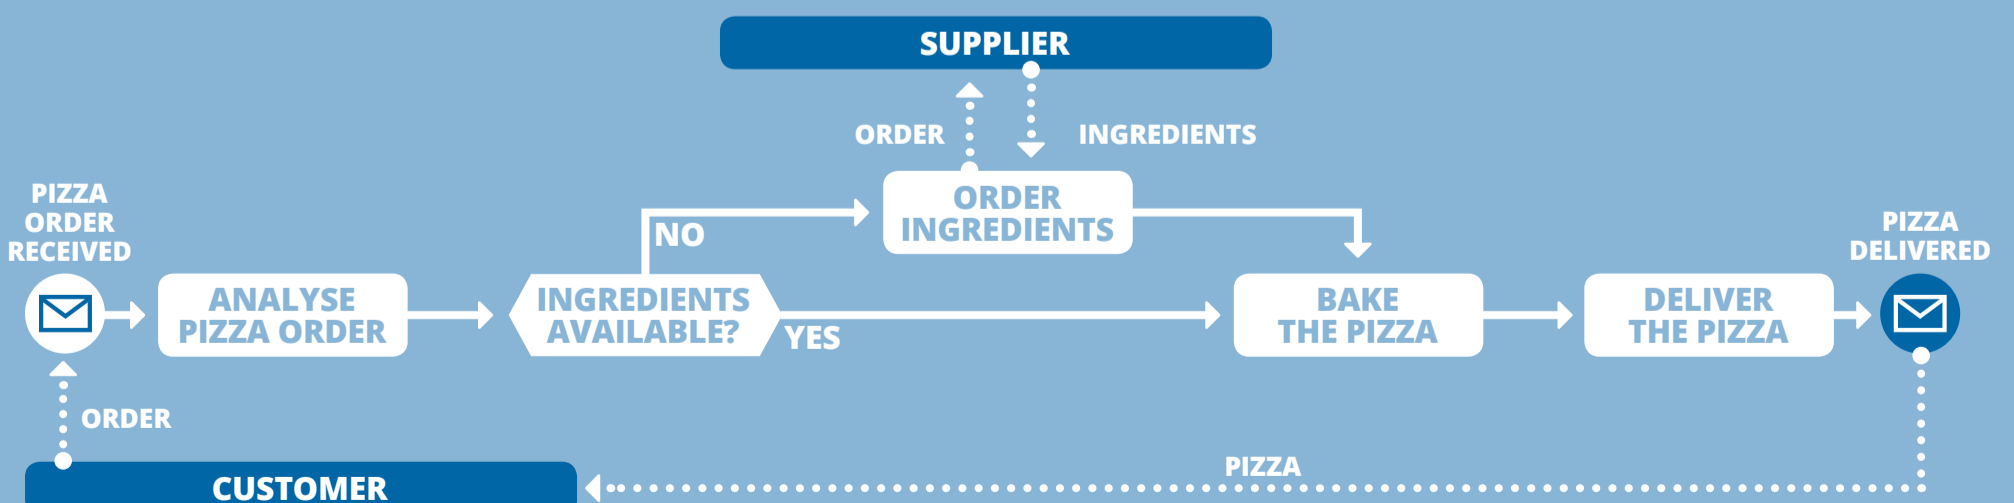 SUPPLIER
ORDER
INGREDIENTS
PIZZA
ORDER
RECEIVED
ORDER
INGREDIENTS
NO
PIZZA
DELIVERED
ANALYSE
PIZZA ORDER
INGREDIENTS
AVAILABLE?
YES
BAKE
THE PIZZA
DELIVER
THE PIZZA
ORDER
PIZZA
CUSTOMER